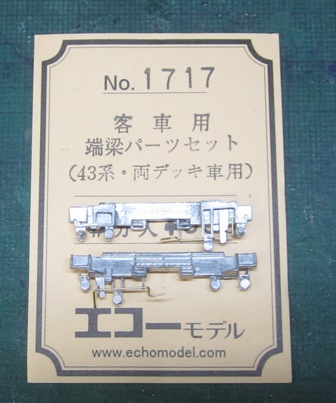 No. 1717
客車用
端梁パーツセット
(43系・両デッキ車用)
エコーモデル
www.echomodel.com